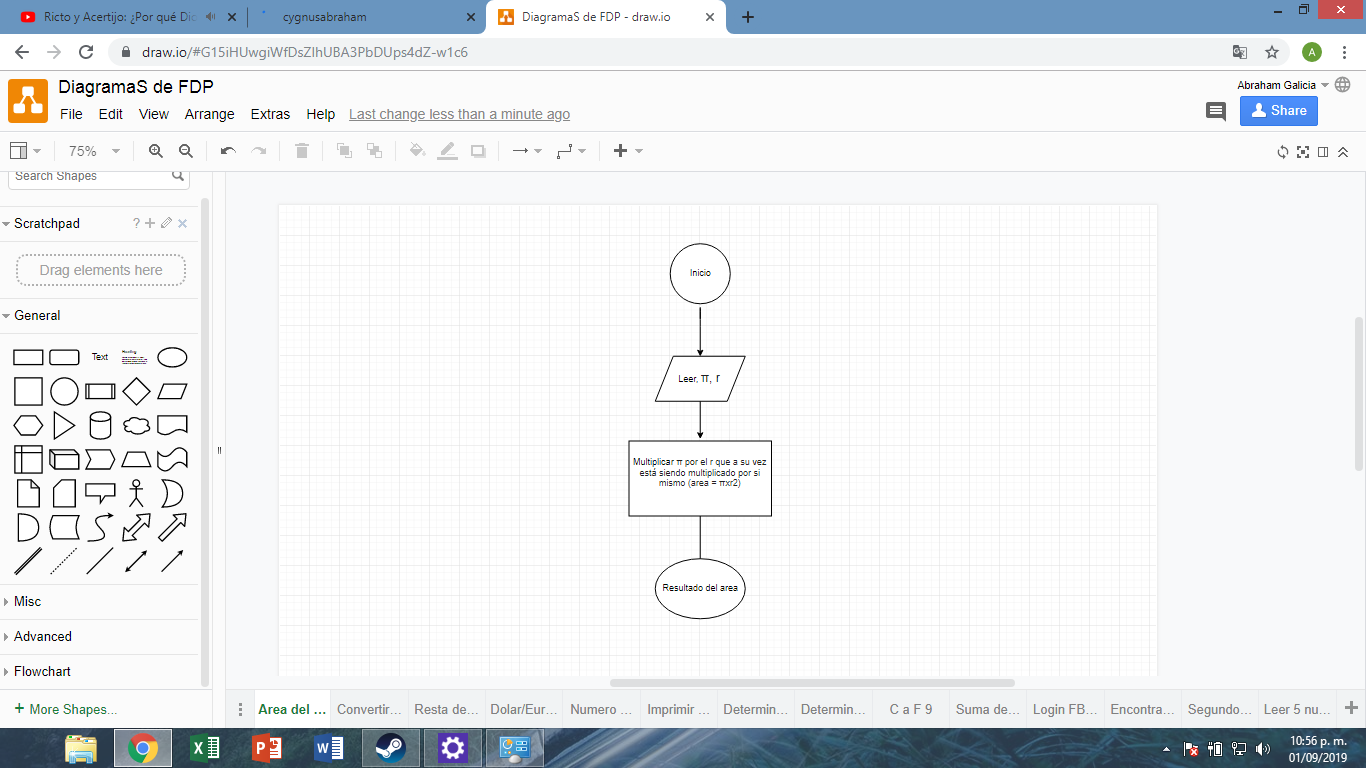 Ricto y Acertijo: ¿Por qué Dic
cygnusabraham
DiagramaS de FDP - draw.io
draw.io/#G15iHUwgiWfDsZIhUBA3PbDUps4dZ-w1c6
A
DiagramaS de FDP
Abraham Galicia
File Edit View Arrange Extras Help Last change less than a minute ago
Share
75%
Search Shapes
Scratchpad
?
Drag elements here
General
Text
Heading
Misc
Advanced
Flowchart
+ More Shapes...
Inicio
Leer, π, r
Multiplicar π por el r que a su vez
está siendo multiplicado por si
mismo (area = πxr2)
Resultado del area
Area del ... Convertir... Resta de... Dolar/Eur... Numero ... Imprimir ... Determin... Determin... C a F 9 Suma de... Login FB... Encontra... Segundo... Leer 5 nu...
10:56 p. m.
01/09/2019